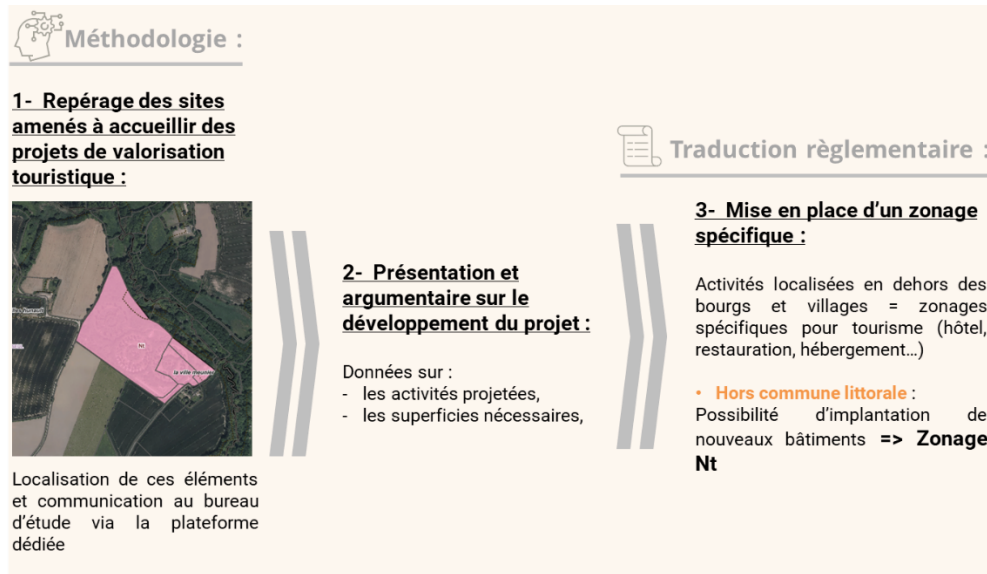 Méthodologie :
1- Repérage des sites
amenés à accueillir des
projets de valorisation
touristique :
Nt
la ville meunier
Localisation de ces éléments
et communication au bureau
d'étude via la plateforme
dédiée
2- Présentation et
argumentaire sur le
développement du projet :
Données sur :
- les activités projetées,
- les superficies nécessaires,
Traduction règlementaire :
3- Mise en place d'un zonage
spécifique :
Activités localisées en dehors des
bourgs et villages = zonages
spécifiques pour tourisme (hôtel,
restauration, hébergement…)
• Hors commune littorale :
Possibilité d'implantation de
nouveaux bâtiments => Zonage
Nt